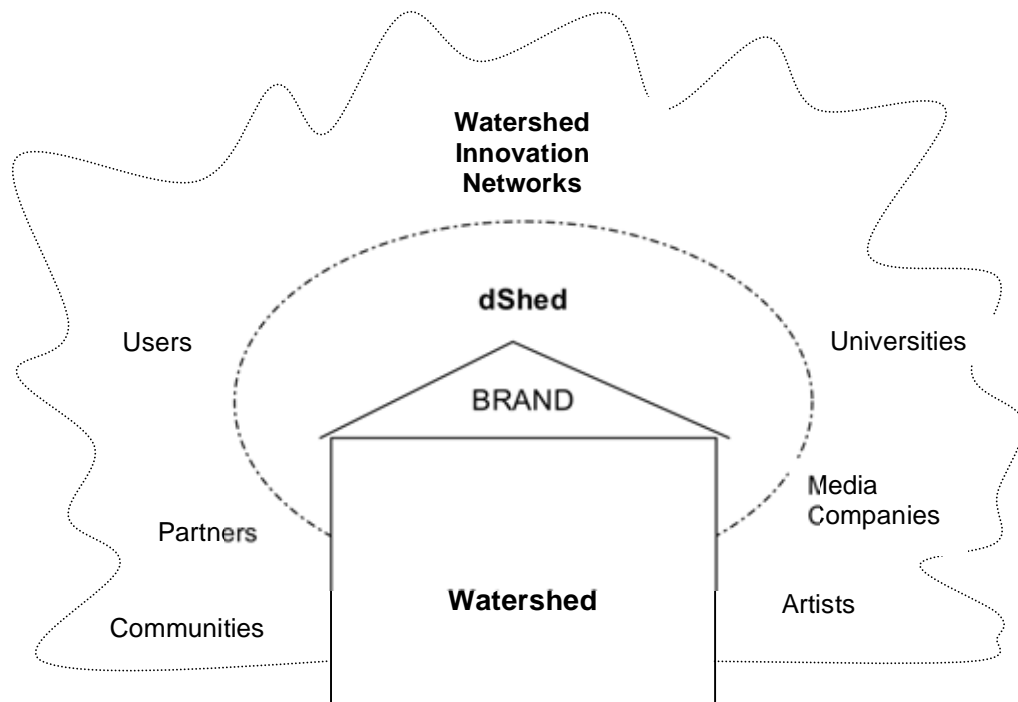 Watershed
Innovation
Networks
dShed
Users
Universities
BRAND
Media
Companies
Partners
Watershed
Artists
Communities